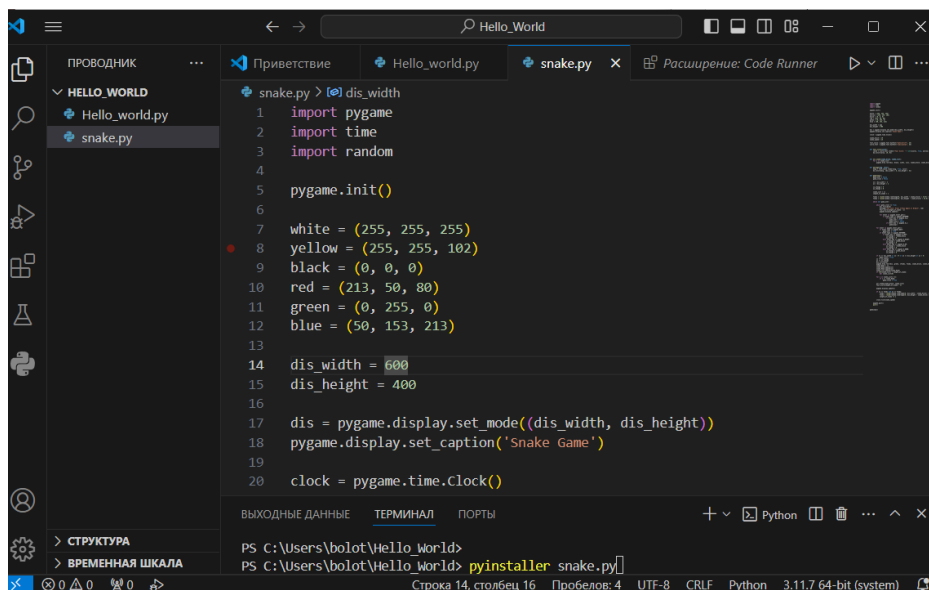 Hello_World
ПРОВОДНИК ···
HELLO_WORLD
Hello_world.py
snake.py
СТРУКТУРА
ВРЕМЕННАЯ ШКАЛА
Приветствие Hello_world.py snake.py Расширение: Code Runner
snake.py > dis_width
1 import pygame
2 import time
3 import random
4
5 pygame.init()
6
7 white = (255, 255, 255)
8 yellow = (255, 255, 102)
9 black = (0, 0, 0)
10 red = (213, 50, 80)
11 green = (0, 255, 0)
12 blue = (50, 153, 213)
13
14 dis_width = 600
15 dis_height = 400
16
17 dis = pygame.display.set_mode((dis_width, dis_height))
18 pygame.display.set_caption('Snake Game')
19
20 clock = pygame.time.Clock()
ВЫХОДНЫЕ ДАННЫЕ ТЕРМИНАЛ ПОРТЫ Python
PS C:\Users\bolot\Hello_World>
PS C:\Users\bolot\Hello_World> pyinstaller snake.py
0 0 0 Строка 14, столбец 16 Пробелов: 4 UTF-8 CRLF Python 3.11.7 64-bit (system)